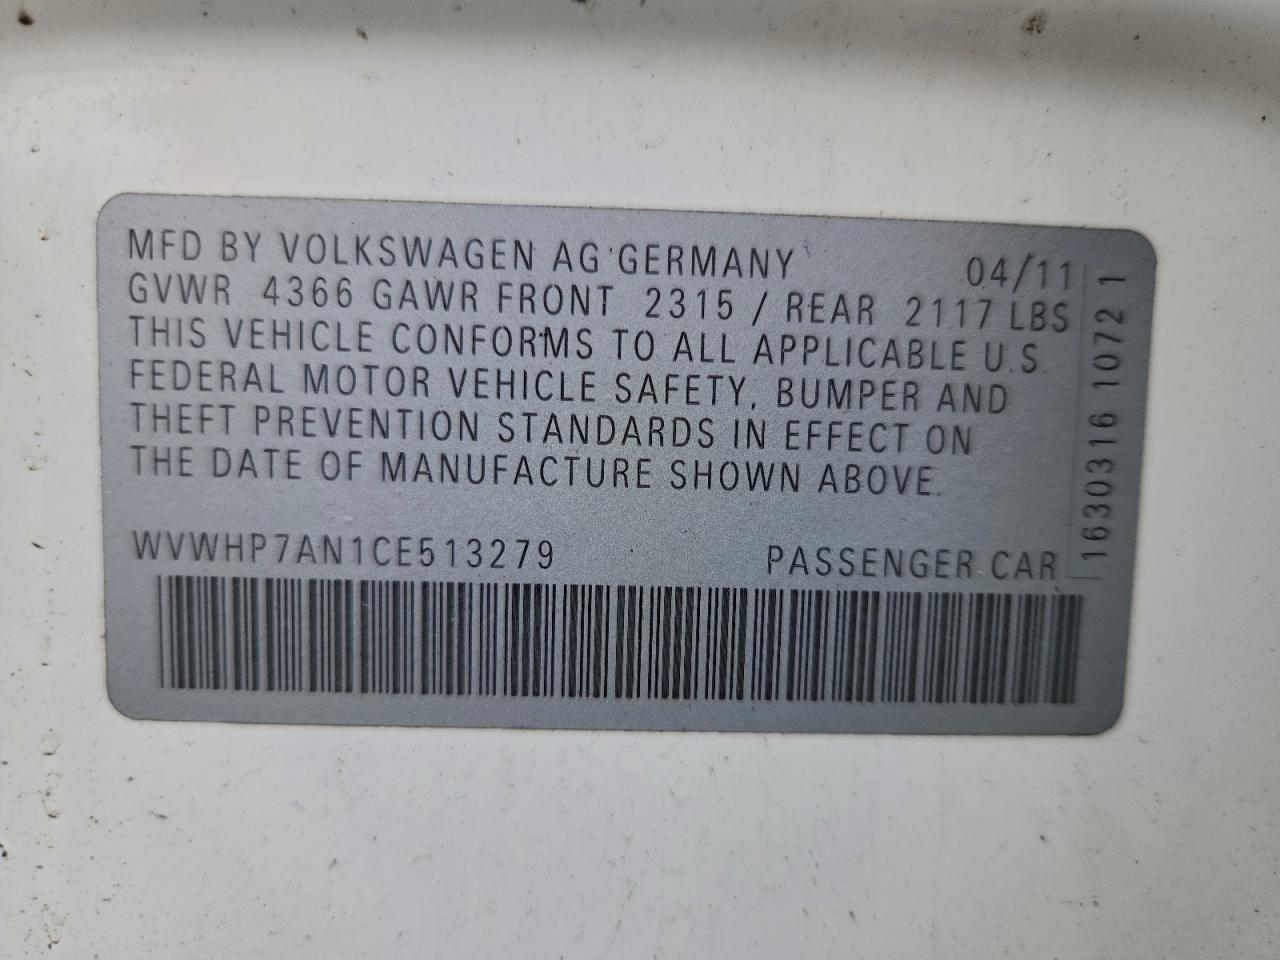 MFD BY VOLKSWAGEN AG GERMANY 04/11
GVWR 4366 GAWR FRONT 2315 / REAR 2117 LBS
THIS VEHICLE CONFORMS TO ALL APPLICABLE U.S.
FEDERAL MOTOR VEHICLE SAFETY, BUMPER AND
THEFT PREVENTION STANDARDS IN EFFECT ON
THE DATE OF MANUFACTURE SHOWN ABOVE.
WVWHP7AN1CE513279 PASSENGER CAR
1630316 1072 1